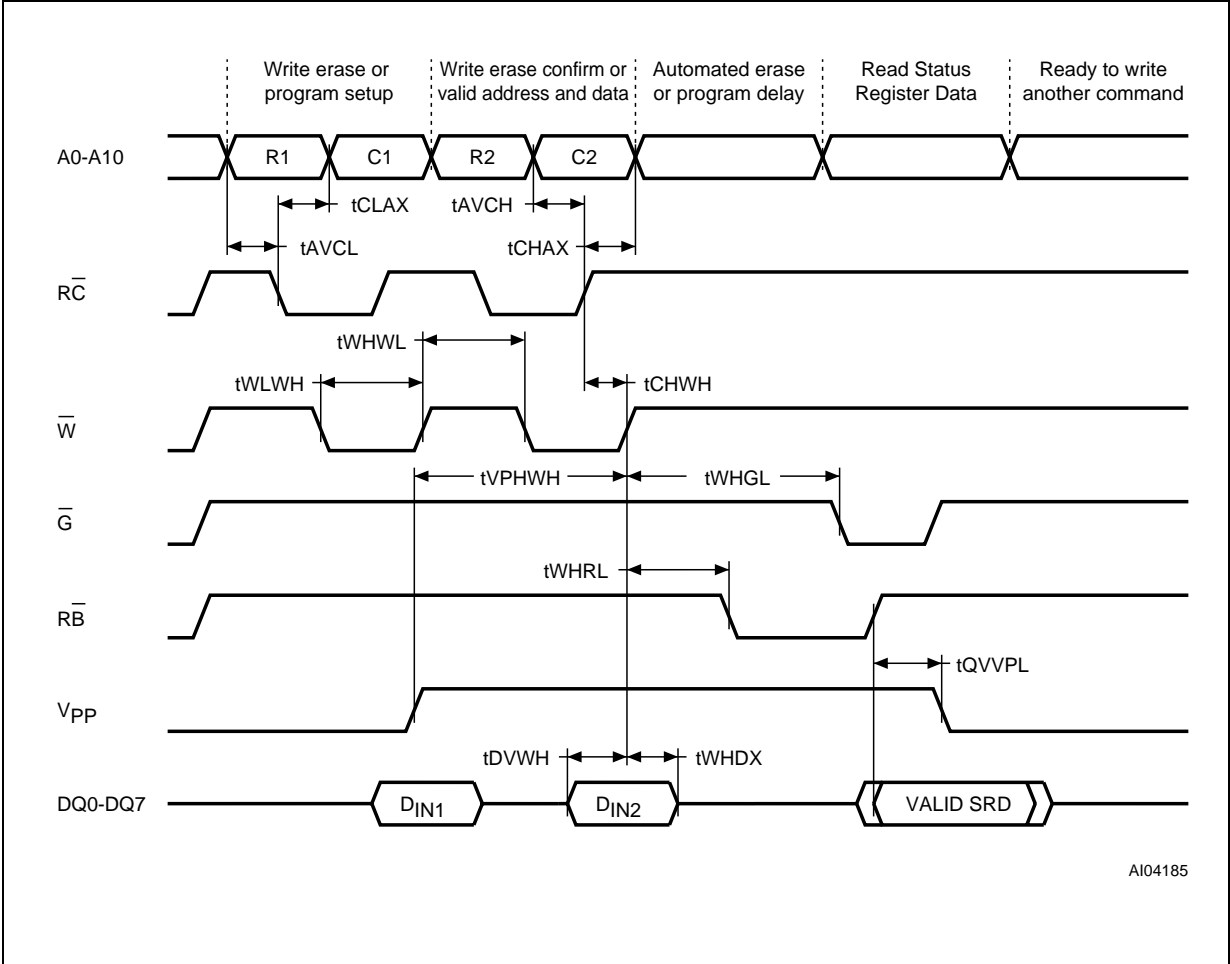 Write erase or
program setup
Write erase confirm or
valid address and data
Automated erase
or program delay
Read Status
Register Data
Ready to write
another command
A0-A10
R1
C1
R2
C2
tCLAX
tAVCH
tAVCL
tCHAX
RC̅
tWHWL
tWLWH
tCHWH
W̅
tVPHWH
tWHGL
G̅
tWHRL
RB̅
tQVVPL
VPP
tDVWH
tWHDX
DQ0-DQ7
DIN1
DIN2
VALID SRD
AI04185